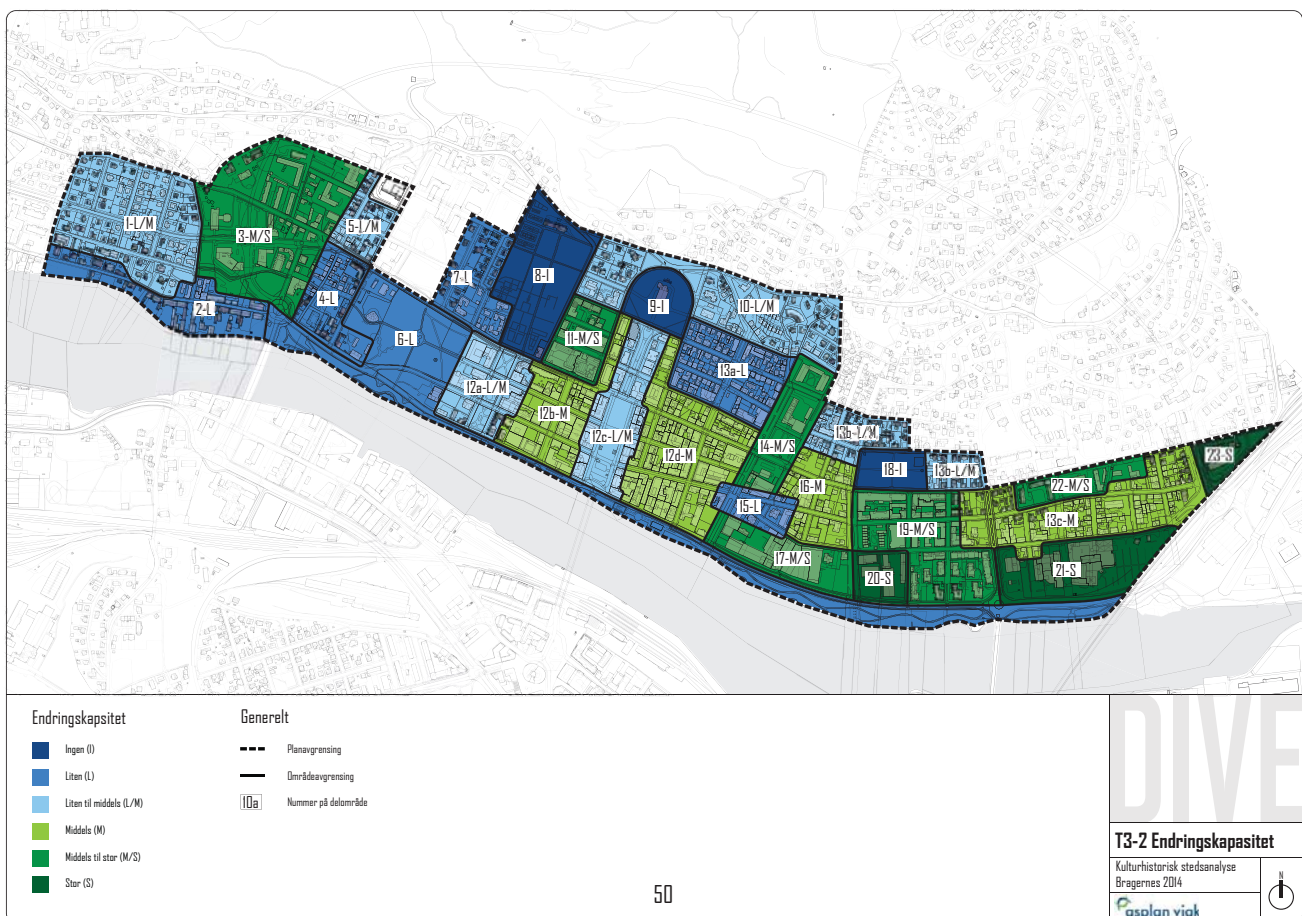 1-L/M
3-M/S
5-L/M
2-L
4-L
7-L
8-I
6-L
9-I
10-L/M
11-M/S
12a-L/M
12b-M
12c-L/M
12d-M
13a-L
13b-L/M
14-M/S
15-L
16-M
17-M/S
18-I
13b-L/M
19-M/S
20-S
21-S
22-M/S
13c-M
23-S
Endringskapsitet
Ingen (I)
Liten (L)
Liten til middels (L/M)
Middels (M)
Middels til stor (M/S)
Stor (S)
Generelt
Planavgrensing
Områdeavgrensing
10a Nummer på delområde
50
DIVE
T3-2 Endringskapasitet
Kulturhistorisk stedsanalyse
Bragernes 2014
N
asplan viak